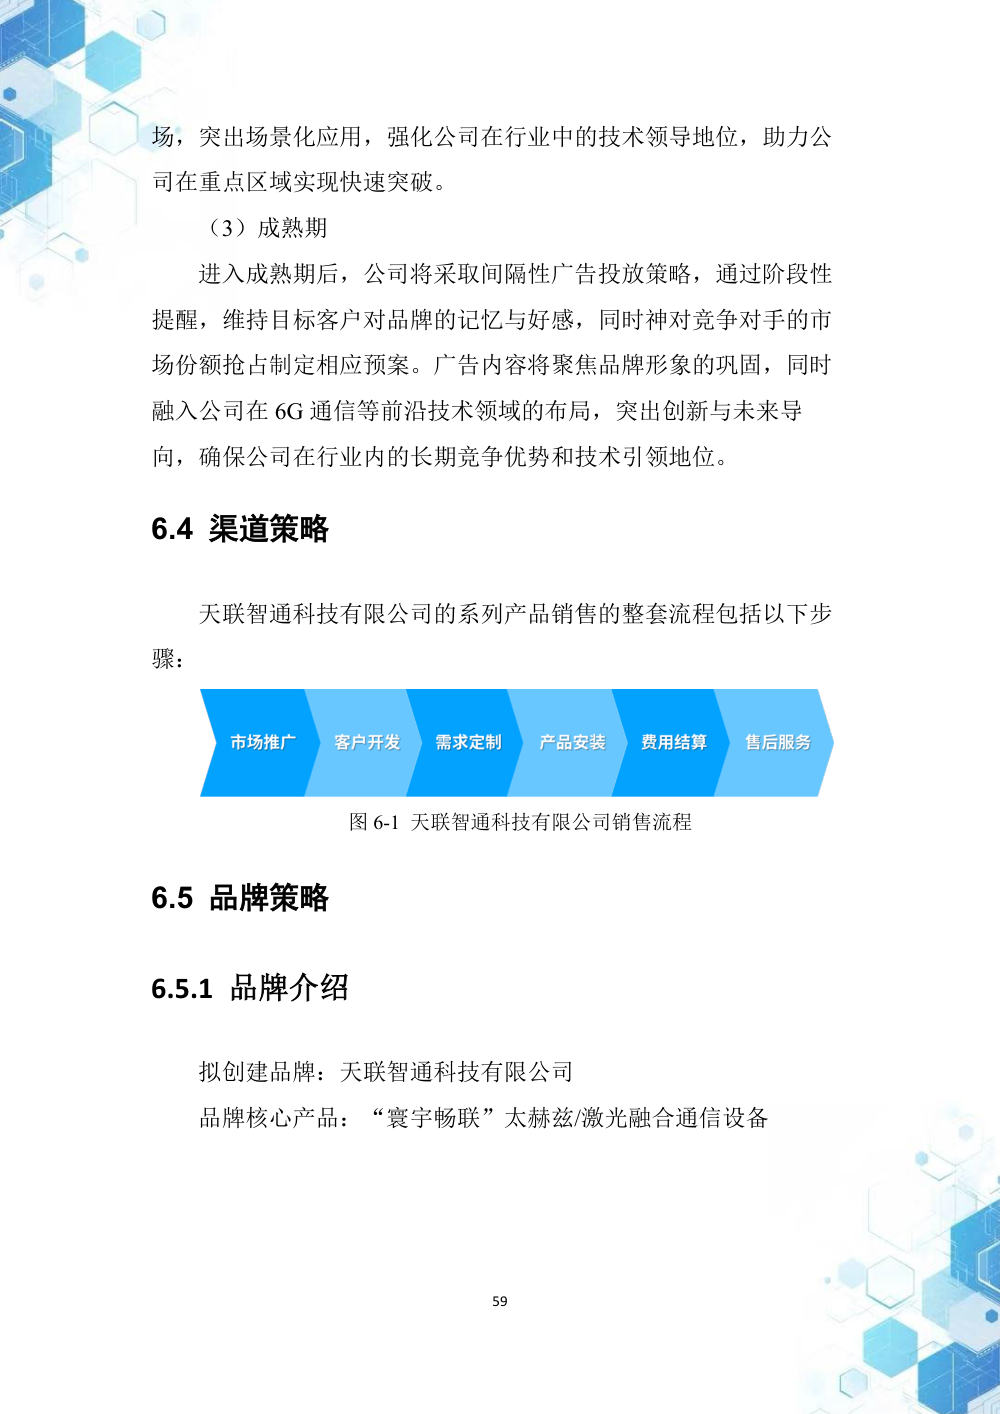 场，突出场景化应用，强化公司在行业中的技术领导地位，助力公
司在重点区域实现快速突破。
（3）成熟期
进入成熟期后，公司将采取间隔性广告投放策略，通过阶段性
提醒，维持目标客户对品牌的记忆与好感，同时神对竞争对手的市
场份额抢占制定相应预案。广告内容将聚焦品牌形象的巩固，同时
融入公司在 6G 通信等前沿技术领域的布局，突出创新与未来导
向，确保公司在行业内的长期竞争优势和技术引领地位。
6.4 渠道策略
天联智通科技有限公司的系列产品销售的整套流程包括以下步
骤：
市场推广 客户开发 需求定制 产品安装 费用结算 售后服务
图 6-1 天联智通科技有限公司销售流程
6.5 品牌策略
6.5.1 品牌介绍
拟创建品牌：天联智通科技有限公司
品牌核心产品：“寰宇畅联”太赫兹/激光融合通信设备
59